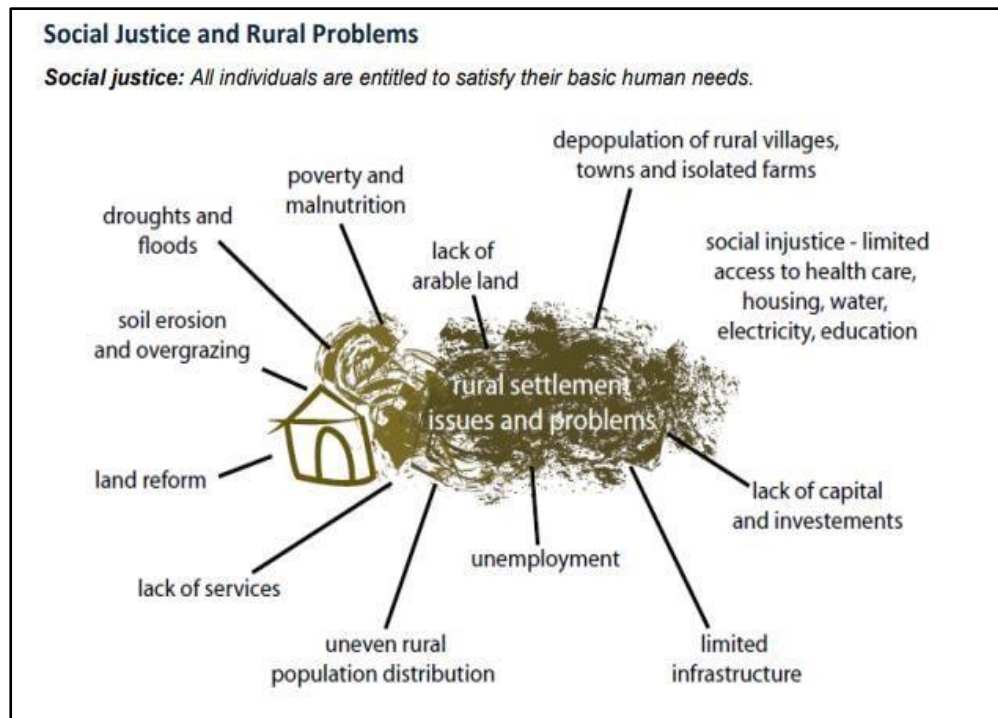 Social Justice and Rural Problems
Social justice: All individuals are entitled to satisfy their basic human needs.
depopulation of rural villages,
towns and isolated farms
poverty and
malnutrition
droughts and
floods
lack of
arable land
social injustice - limited
access to health care,
housing, water,
electricity, education
soil erosion
and overgrazing
rural settlement
issues and problems
land reform
lack of capital
and investements
unemployment
lack of services
uneven rural
population distribution
limited
infrastructure